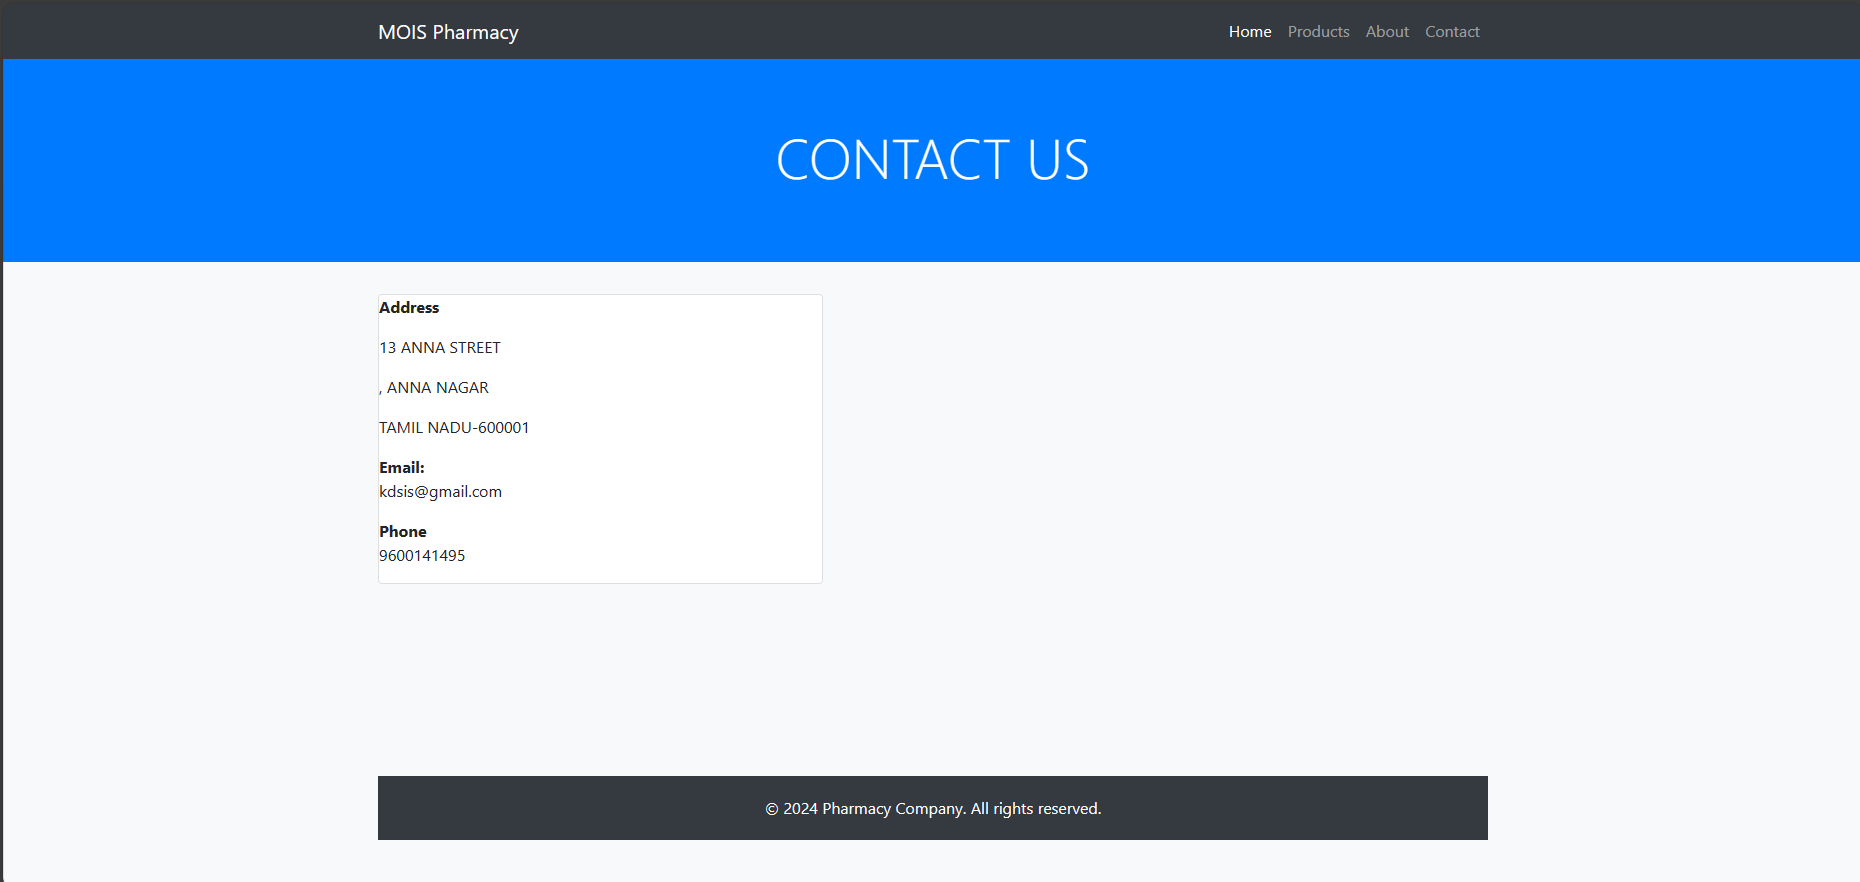 MOIS Pharmacy
Home Products About Contact
CONTACT US
Address
13 ANNA STREET
, ANNA NAGAR
TAMIL NADU-600001
Email:
kdsis@gmail.com
Phone
9600141495
© 2024 Pharmacy Company. All rights reserved.